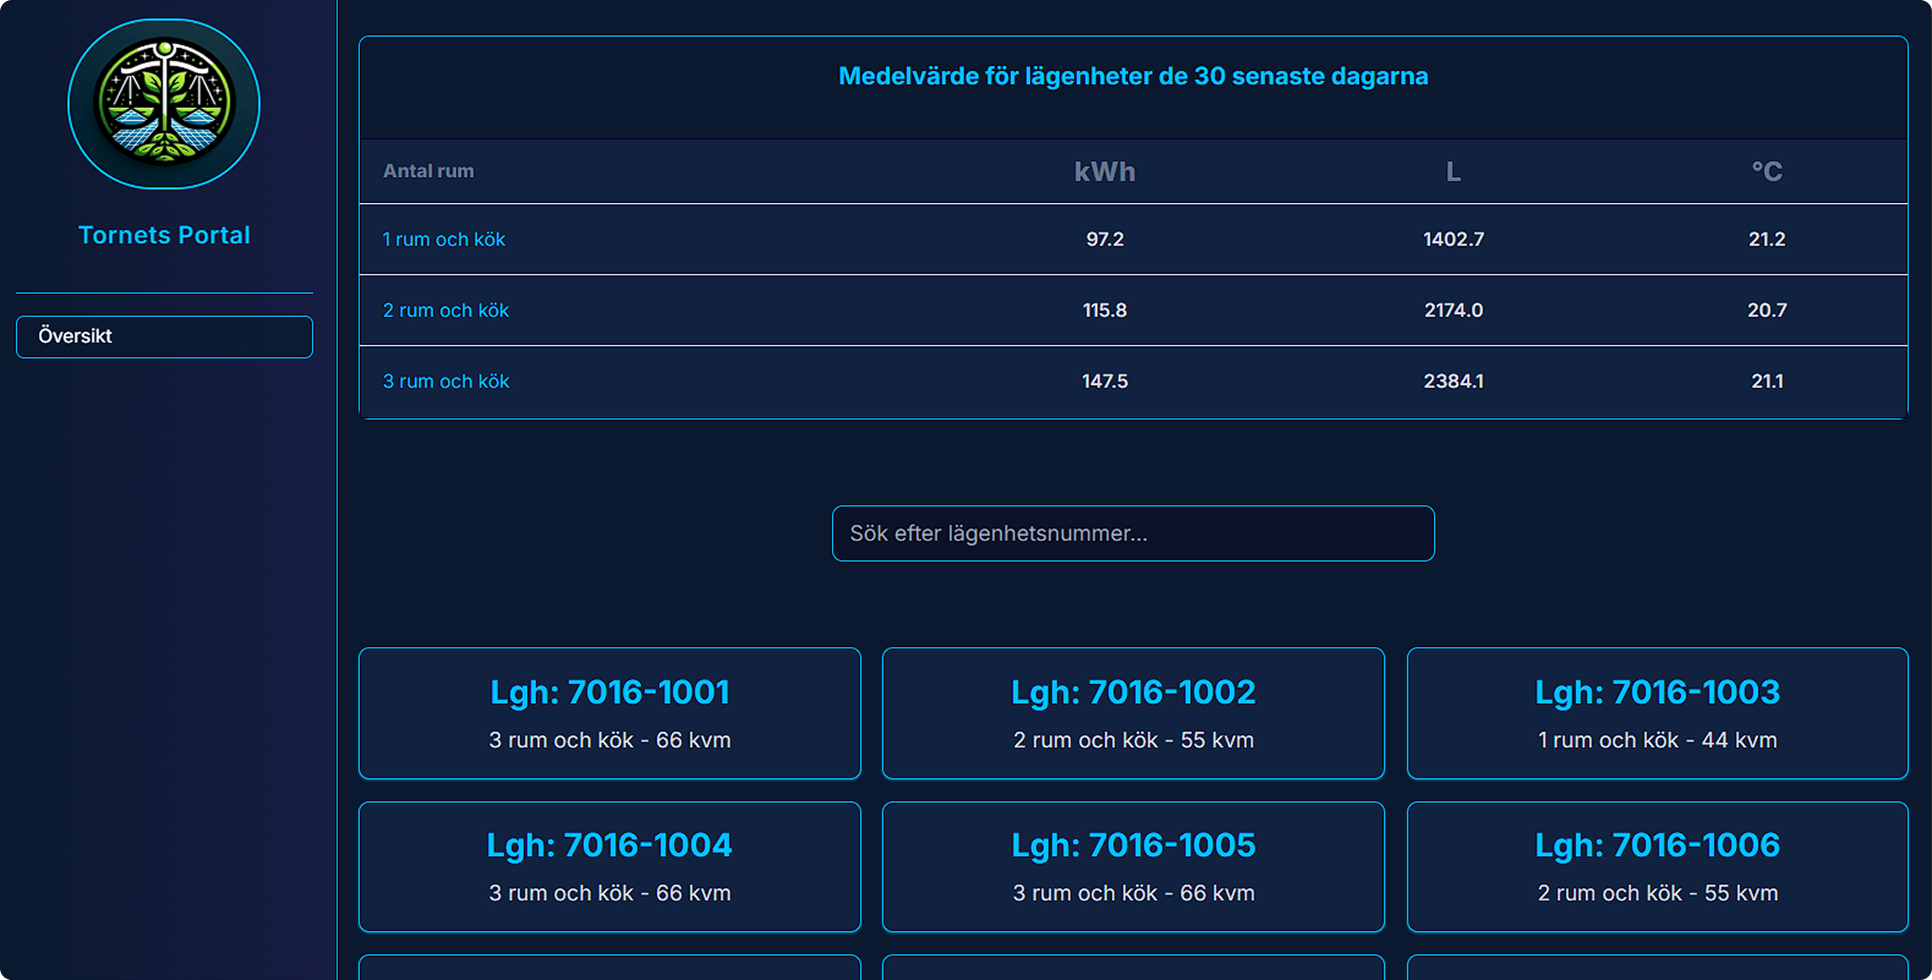 Tornets Portal
Översikt
Medelvärde för lägenheter de 30 senaste dagarna
Antal rum kWh L °C
1 rum och kök 97.2 1402.7 21.2
2 rum och kök 115.8 2174.0 20.7
3 rum och kök 147.5 2384.1 21.1
Sök efter lägenhetsnummer...
Lgh: 7016-1001
3 rum och kök - 66 kvm
Lgh: 7016-1002
2 rum och kök - 55 kvm
Lgh: 7016-1003
1 rum och kök - 44 kvm
Lgh: 7016-1004
3 rum och kök - 66 kvm
Lgh: 7016-1005
3 rum och kök - 66 kvm
Lgh: 7016-1006
2 rum och kök - 55 kvm